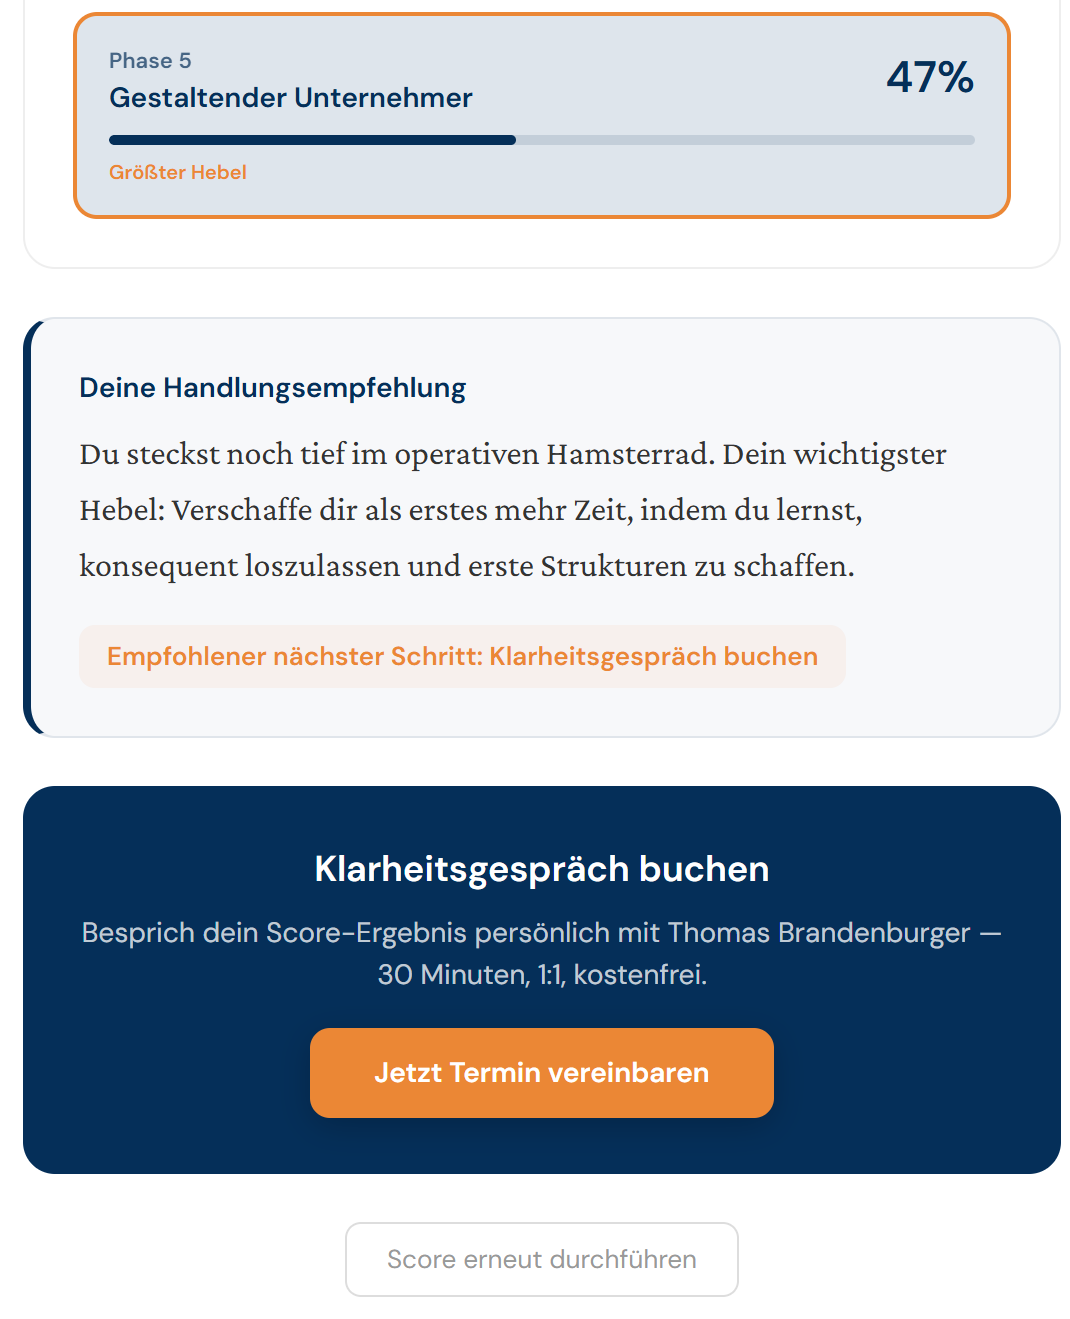 Phase 5
Gestaltender Unternehmer
47%
Größter Hebel
Deine Handlungsempfehlung
Du steckst noch tief im operativen Hamsterrad. Dein wichtigster
Hebel: Verschaffe dir als erstes mehr Zeit, indem du lernst,
konsequent loszulassen und erste Strukturen zu schaffen.
Empfohlener nächster Schritt: Klarheitsgespräch buchen
Klarheitsgespräch buchen
Besprich dein Score-Ergebnis persönlich mit Thomas Brandenburger —
30 Minuten, 1:1, kostenfrei.
Jetzt Termin vereinbaren
Score erneut durchführen